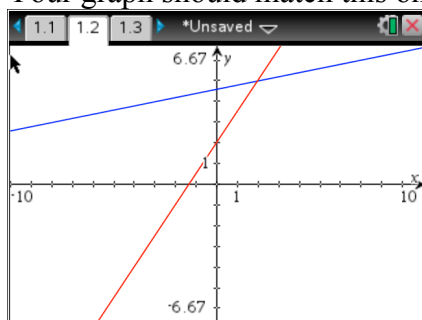 Your graph should match this on
1.1 1.2 1.3 *Unsaved
6.67 y
1
x
-10 1 10
-6.67